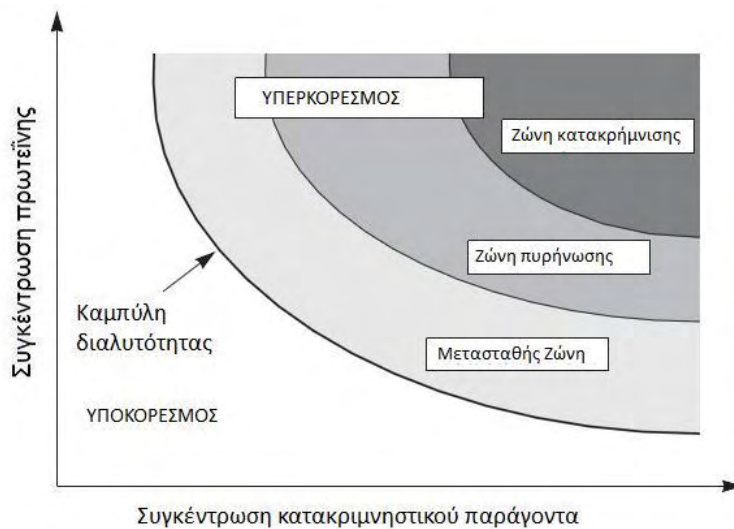 Συγκέντρωση πρωτεΐνης
ΥΠΕΡΚΟΡΕΣΜΟΣ
Ζώνη κατακρήμνισης
Ζώνη πυρήνωσης
Καμπύλη
διαλυτότητας
Μετασταθής Ζώνη
ΥΠΟΚΟΡΕΣΜΟΣ
Συγκέντρωση κατακριμνηστικού παράγοντα